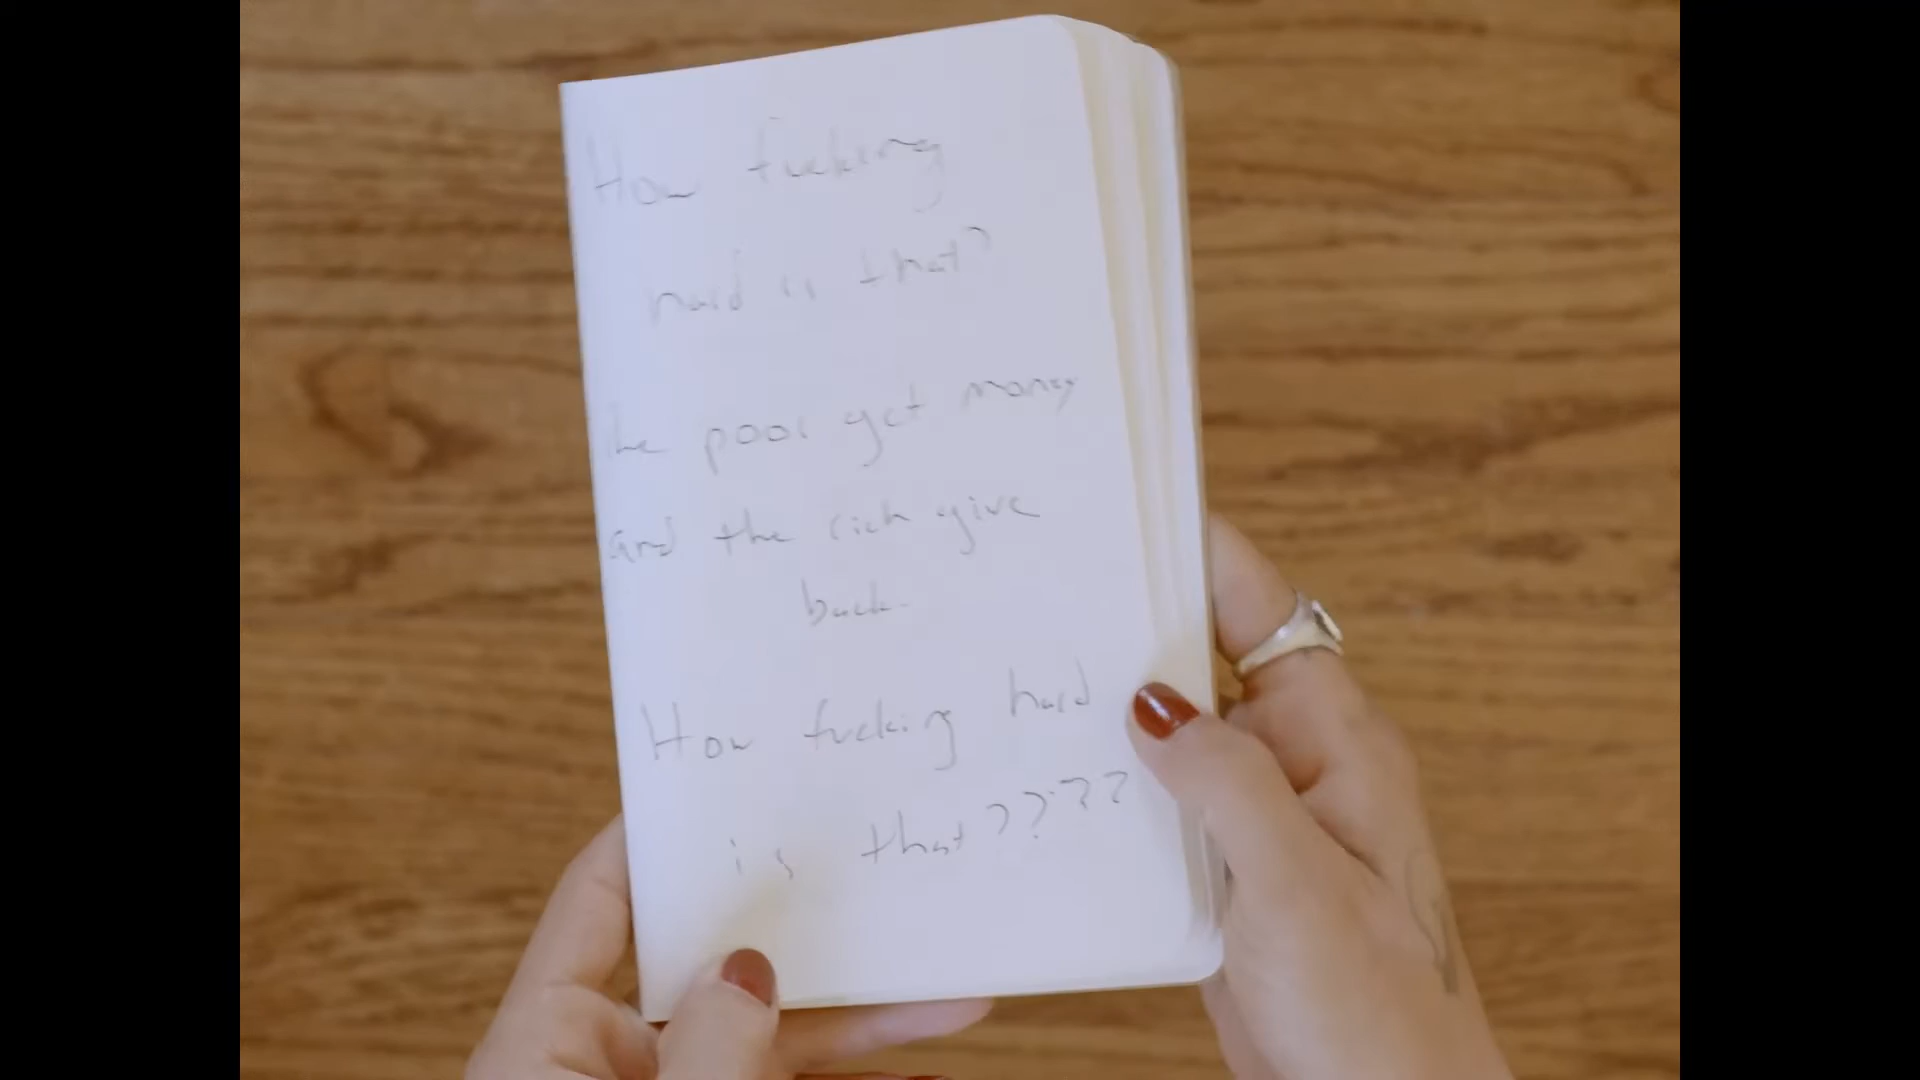 How fucking
hard is that?
The poor get money
and the rich give
back.
How fucking hard
is that????